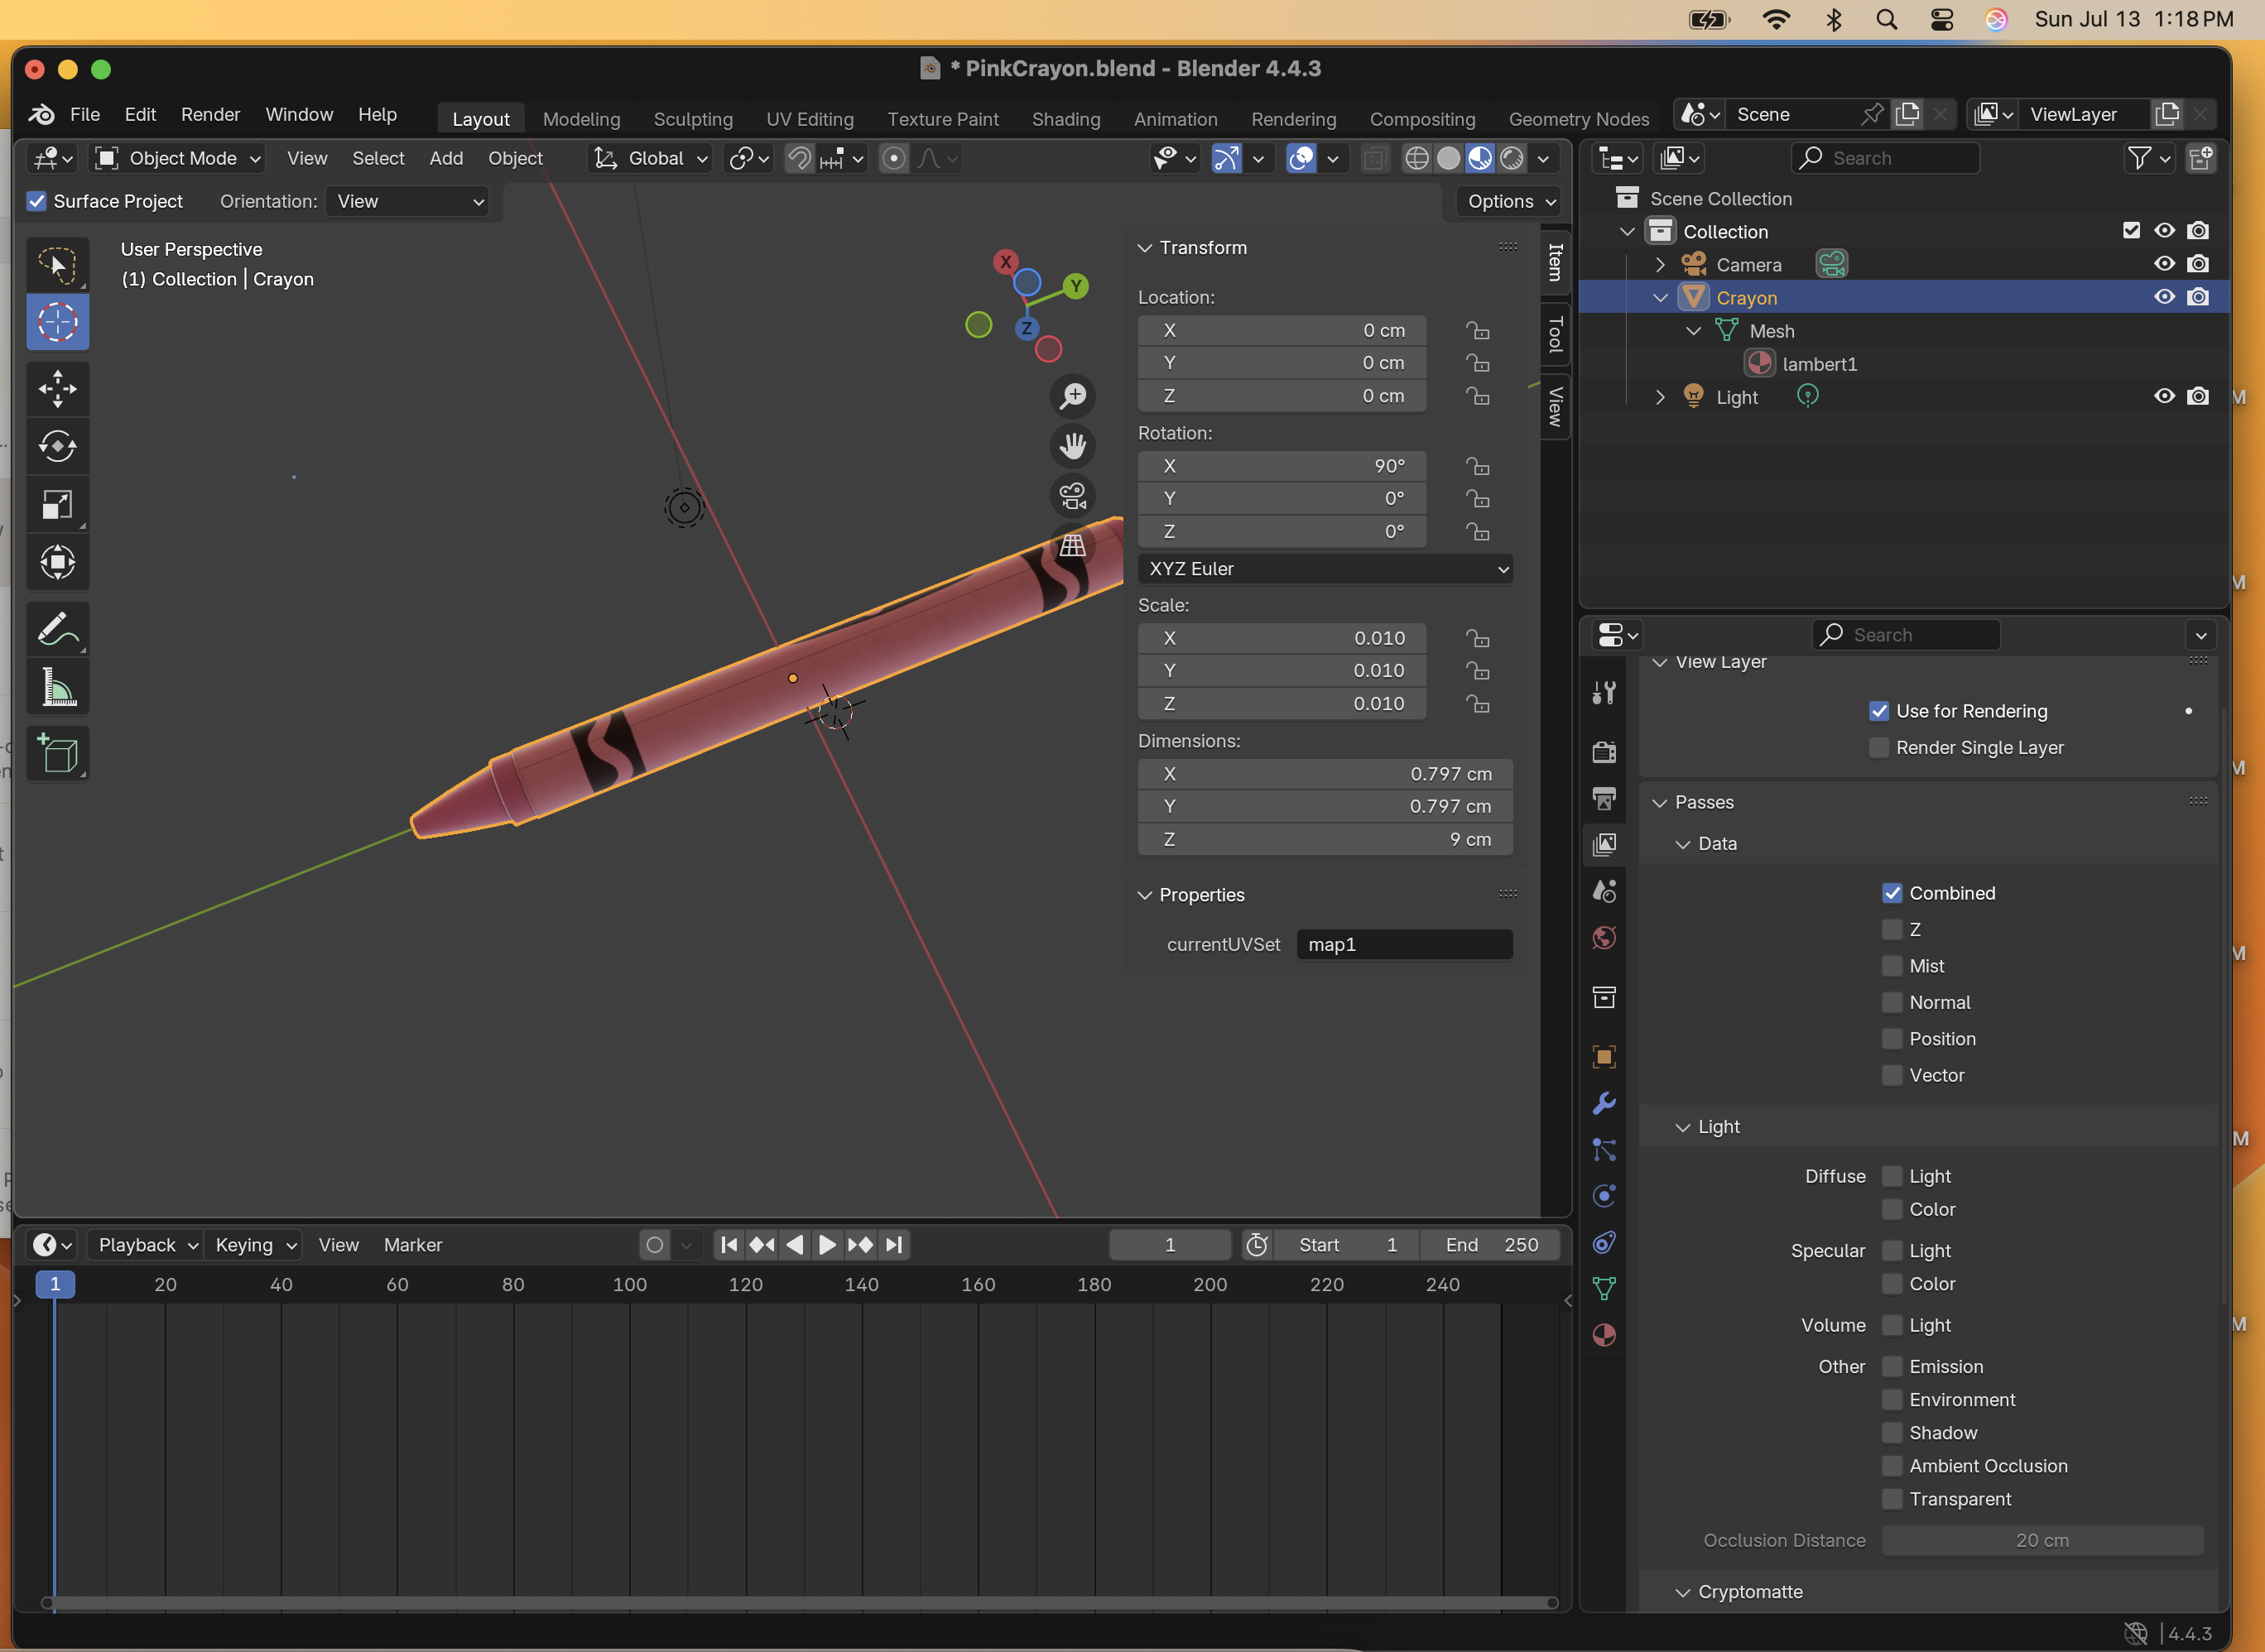 Sun Jul 13 1:18 PM
* PinkCrayon.blend - Blender 4.4.3
File Edit Render Window Help Layout Modeling Sculpting UV Editing Texture Paint Shading Animation Rendering Compositing Geometry Nodes Scene ViewLayer
Object Mode View Select Add Object Global Search
Surface Project Orientation: View Options
User Perspective
(1) Collection | Crayon
X
Y
Z
Transform
Location:
X 0 cm
Y 0 cm
Z 0 cm
Rotation:
X 90°
Y 0°
Z 0°
XYZ Euler
Scale:
X 0.010
Y 0.010
Z 0.010
Dimensions:
X 0.797 cm
Y 0.797 cm
Z 9 cm
Properties
currentUVSet map1
Item
Tool
View
Scene Collection
Collection
Camera
Crayon
Mesh
lambert1
Light
Search
View Layer
Use for Rendering
Render Single Layer
Passes
Data
Combined
Z
Mist
Normal
Position
Vector
Light
Diffuse Light
Color
Specular Light
Color
Volume Light
Other Emission
Environment
Shadow
Ambient Occlusion
Transparent
Occlusion Distance 20 cm
Cryptomatte
Playback Keying View Marker 1 Start 1 End 250
1 20 40 60 80 100 120 140 160 180 200 220 240
4.4.3